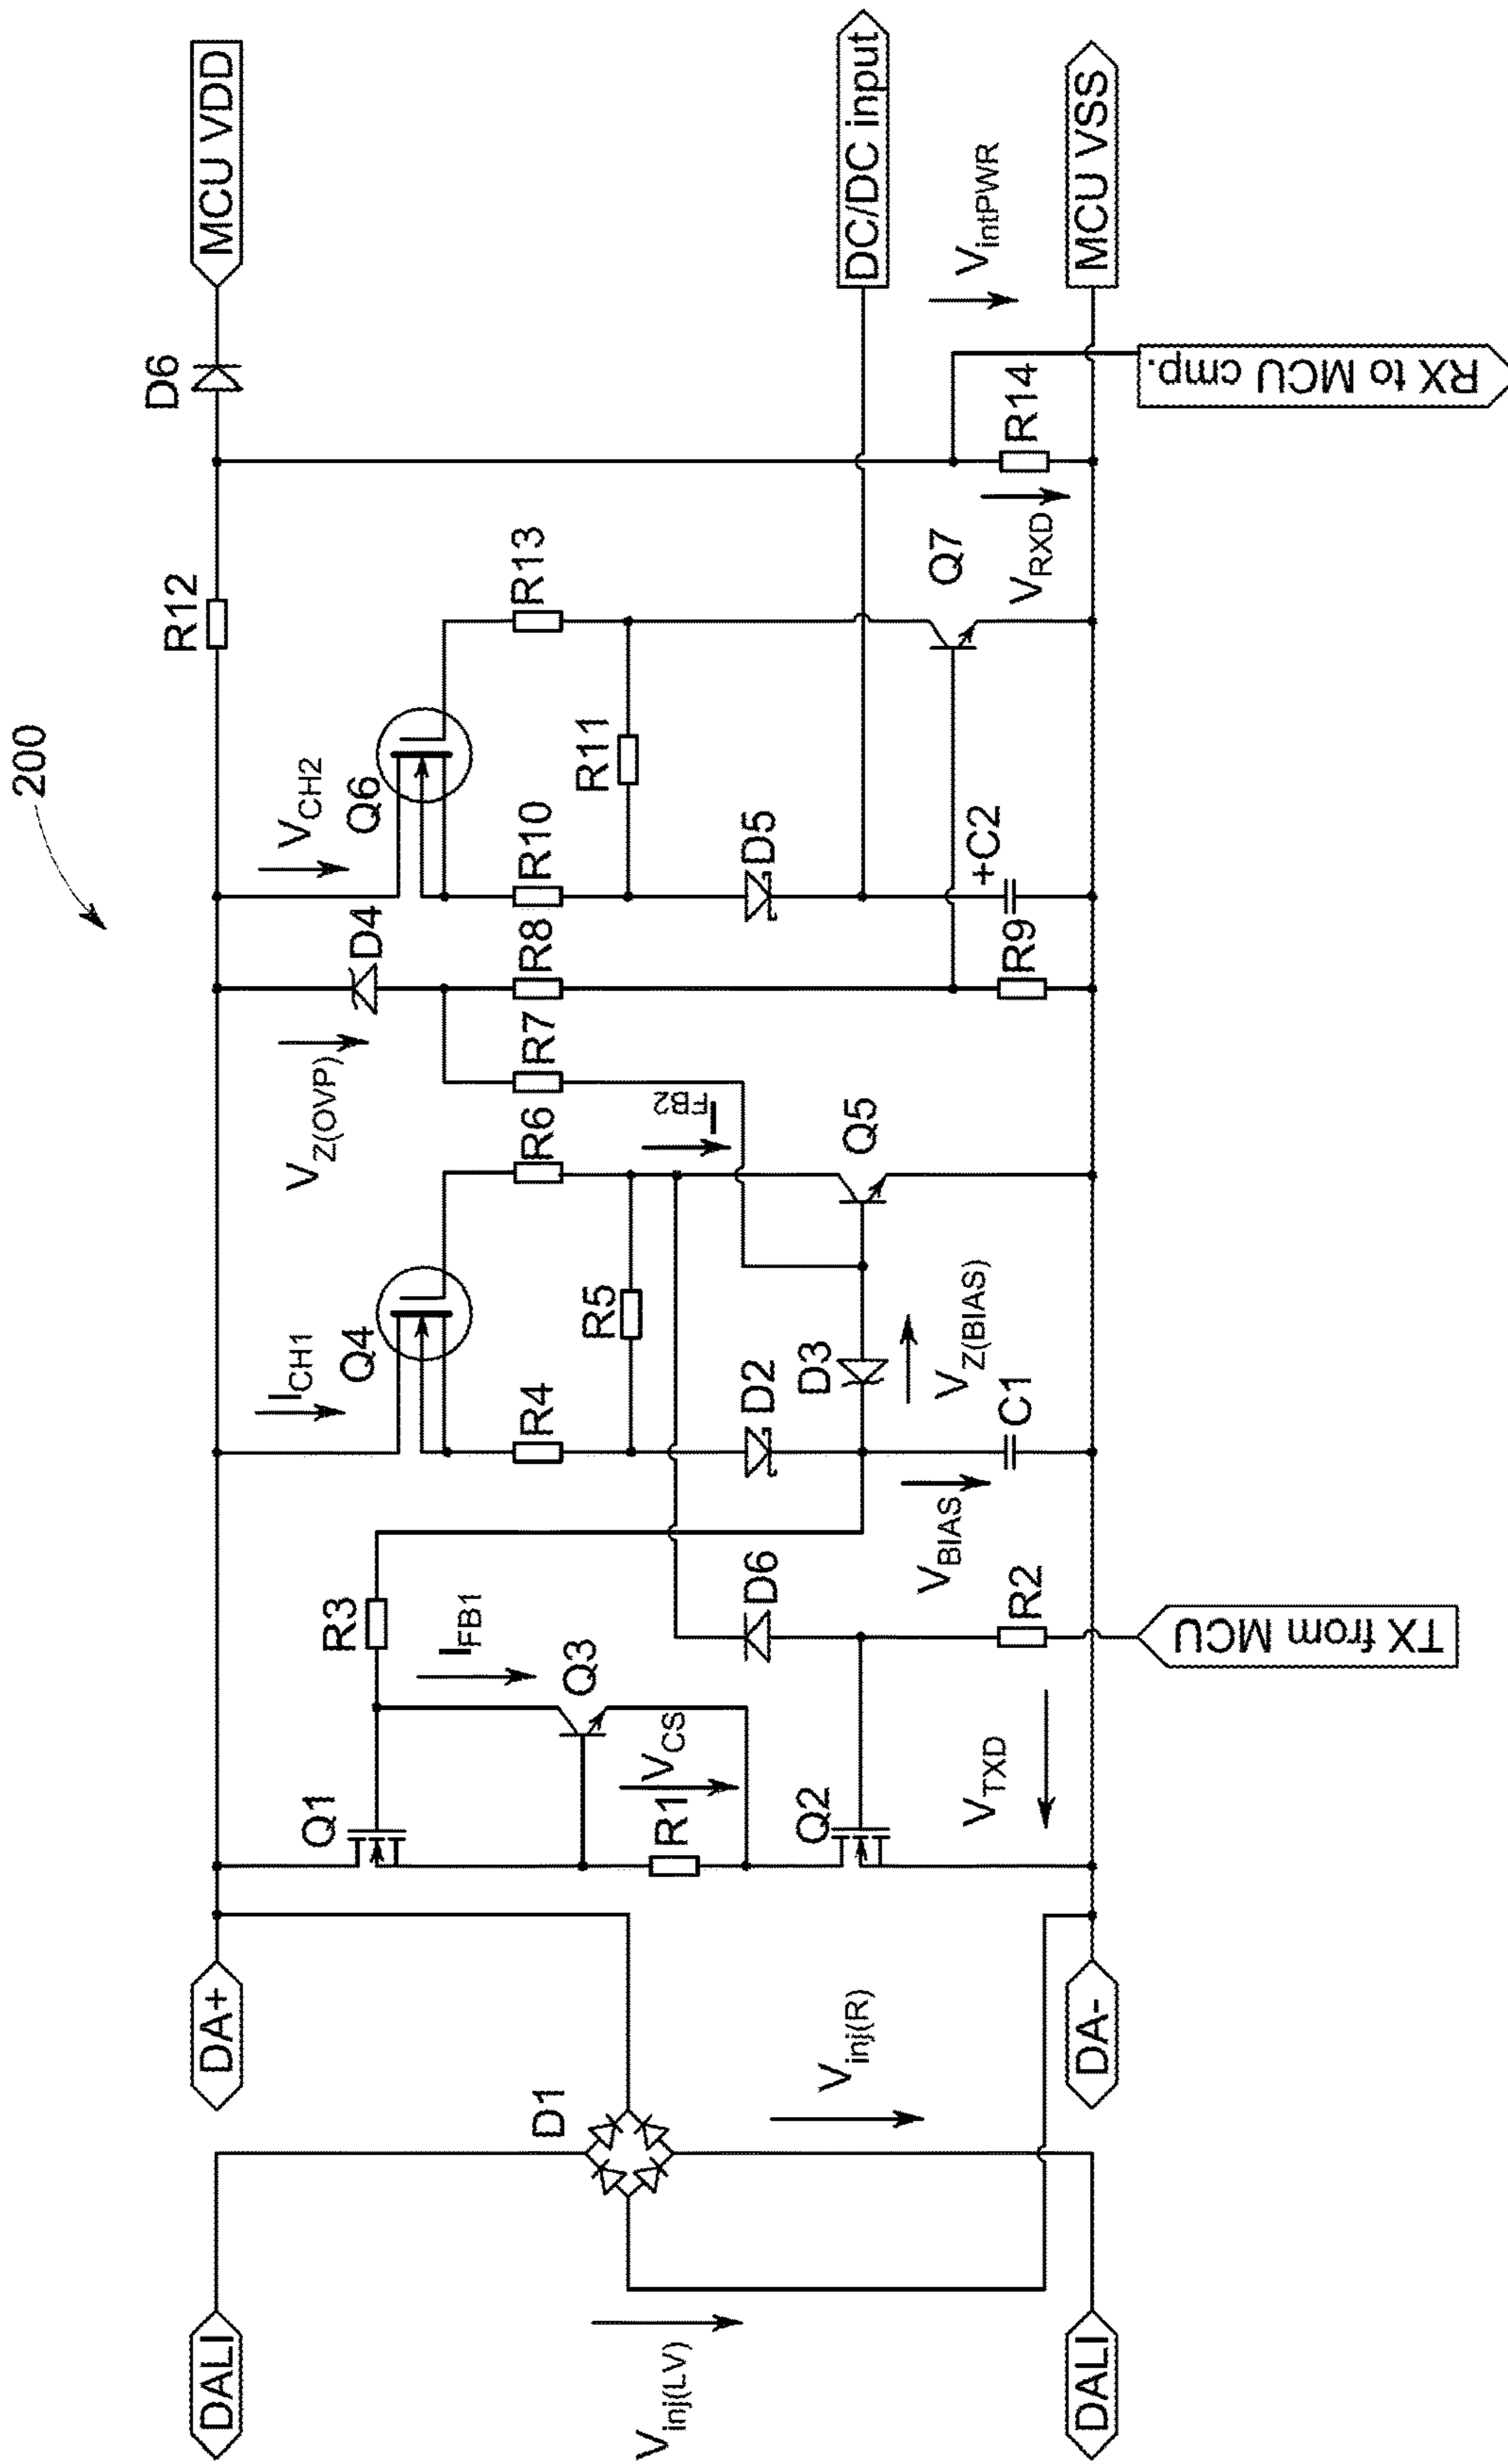 200
DALI
DALI
V_inj(LV)
D1
V_inj(R)
DA+
DA-
Q1
R1
V_CS
Q3
I_FB1
R3
Q2
V_TXD
TX from MCU
R2
D6
V_BIAS
C1
I_CH1
Q4
R4
D2
D3
V_Z(BIAS)
R5
R6
I_FB2
Q5
V_Z(OVP)
R7
D4
R8
R9
V_CH2
Q6
R10
D5
+C2
R11
R13
Q7
R12
V_RXD
R14
D6
RX to MCU cmp.
V_intPWR
MCU VDD
DC/DC input
MCU VSS